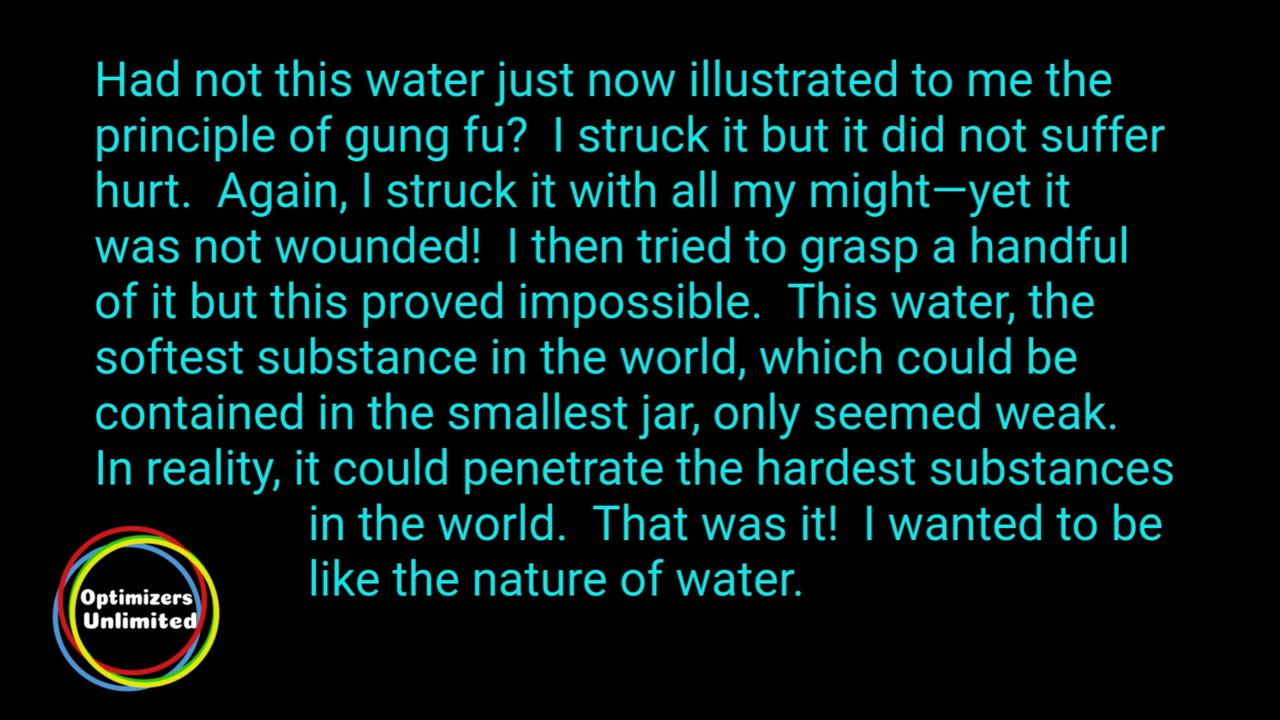 Had not this water just now illustrated to me the
principle of gung fu?  I struck it but it did not suffer
hurt.  Again, I struck it with all my might—yet it
was not wounded!  I then tried to grasp a handful
of it but this proved impossible.  This water, the
softest substance in the world, which could be
contained in the smallest jar, only seemed weak.
In reality, it could penetrate the hardest substances
in the world.  That was it!  I wanted to be
like the nature of water.
Optimizers
Unlimited